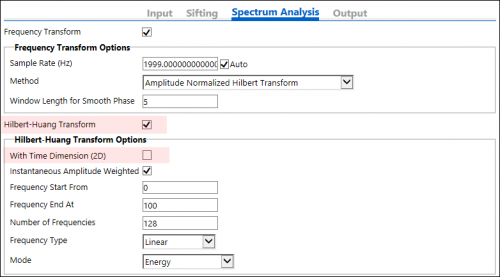 Input Sifting Spectrum Analysis Output
Frequency Transform
Frequency Transform Options
Sample Rate (Hz) 1999.000000000000 Auto
Method Amplitude Normalized Hilbert Transform
Window Length for Smooth Phase 5
Hilbert-Huang Transform
Hilbert-Huang Transform Options
With Time Dimension (2D)
Instantaneous Amplitude Weighted
Frequency Start From 0
Frequency End At 100
Number of Frequencies 128
Frequency Type Linear
Mode Energy